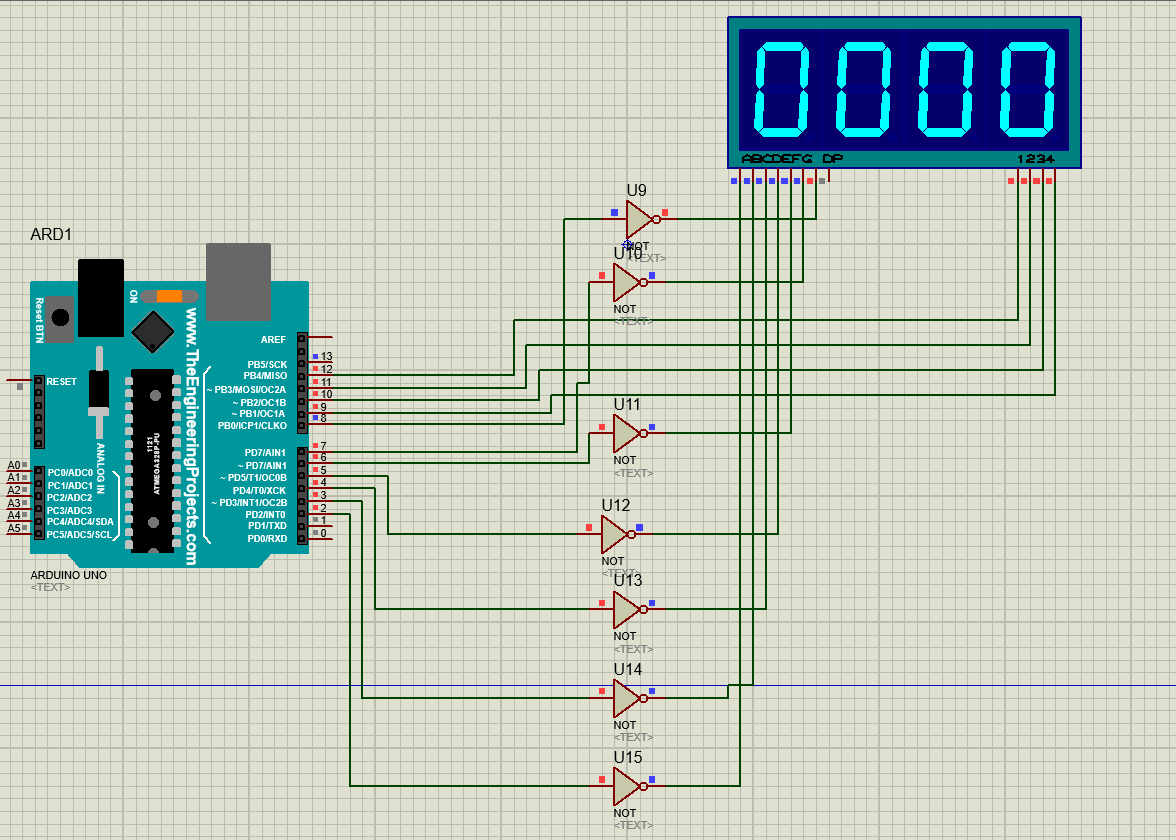 ABCDEFG DP
1234
U9
NOT
<TEXT>
U10
NOT
<TEXT>
ARD1
ON
Reset BTN
www.TheEngineeringProjects.com
AREF
PB5/SCK 13
PB4/MISO 12
~ PB3/MOSI/OC2A 11
~ PB2/OC1B 10
~ PB1/OC1A 9
PB0/ICP1/CLKO 8
RESET
1121
ATMEGA328P-PU
ANALOG IN
PD7/AIN1 7
~ PD7/AIN1 6
~ PD5/T1/OC0B 5
PD4/T0/XCK 4
~ PD3/INT1/OC2B 3
PD2/INT0 2
PD1/TXD 1
PD0/RXD 0
A0 PC0/ADC0
A1 PC1/ADC1
A2 PC2/ADC2
A3 PC3/ADC3
A4 PC4/ADC4/SDA
A5 PC5/ADC5/SCL
ARDUINO UNO
<TEXT>
U11
NOT
<TEXT>
U12
NOT
<TEXT>
U13
NOT
<TEXT>
U14
NOT
<TEXT>
U15
NOT
<TEXT>
0000